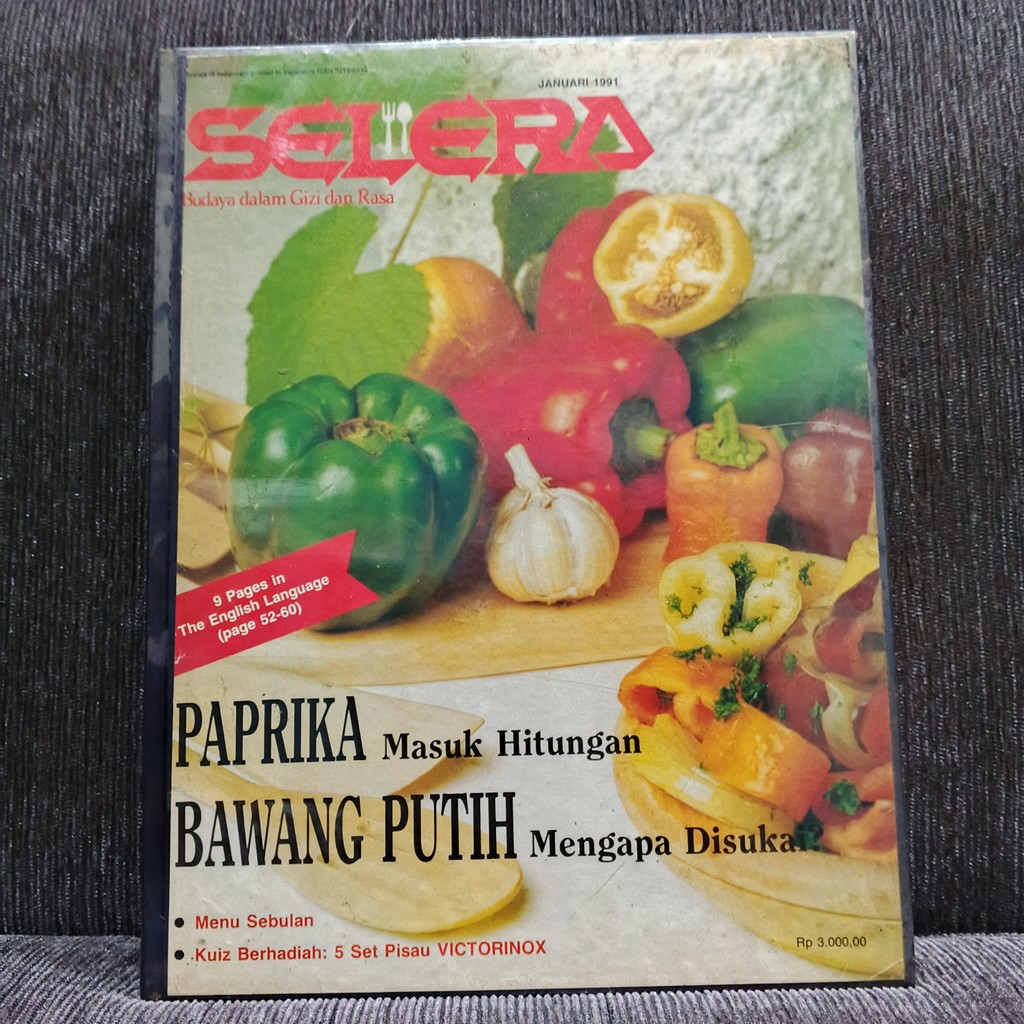 JANUARI 1991
SELERA
Budaya dalam Gizi dan Rasa
9 Pages in
The English Language
(page 52-60)
PAPRIKA Masuk Hitungan
BAWANG PUTIH Mengapa Disukai?
• Menu Sebulan
• Kuiz Berhadiah: 5 Set Pisau VICTORINOX
Rp 3.000,00